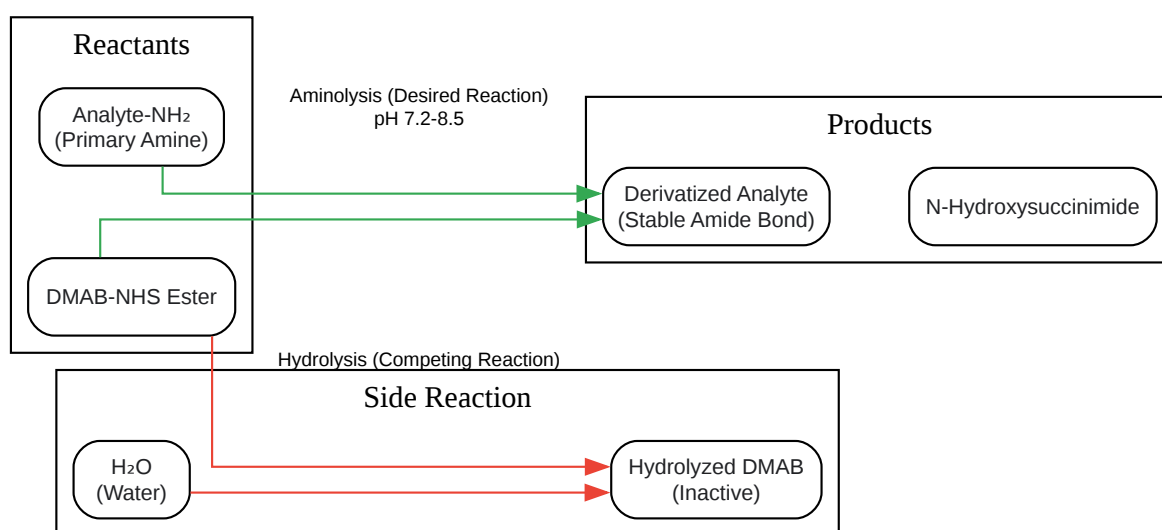 Reactants
Analyte-NH₂
(Primary Amine)
DMAB-NHS Ester
Aminolysis (Desired Reaction)
pH 7.2-8.5
Products
Derivatized Analyte
(Stable Amide Bond)
N-Hydroxysuccinimide
Hydrolysis (Competing Reaction)
Side Reaction
H₂O
(Water)
Hydrolyzed DMAB
(Inactive)